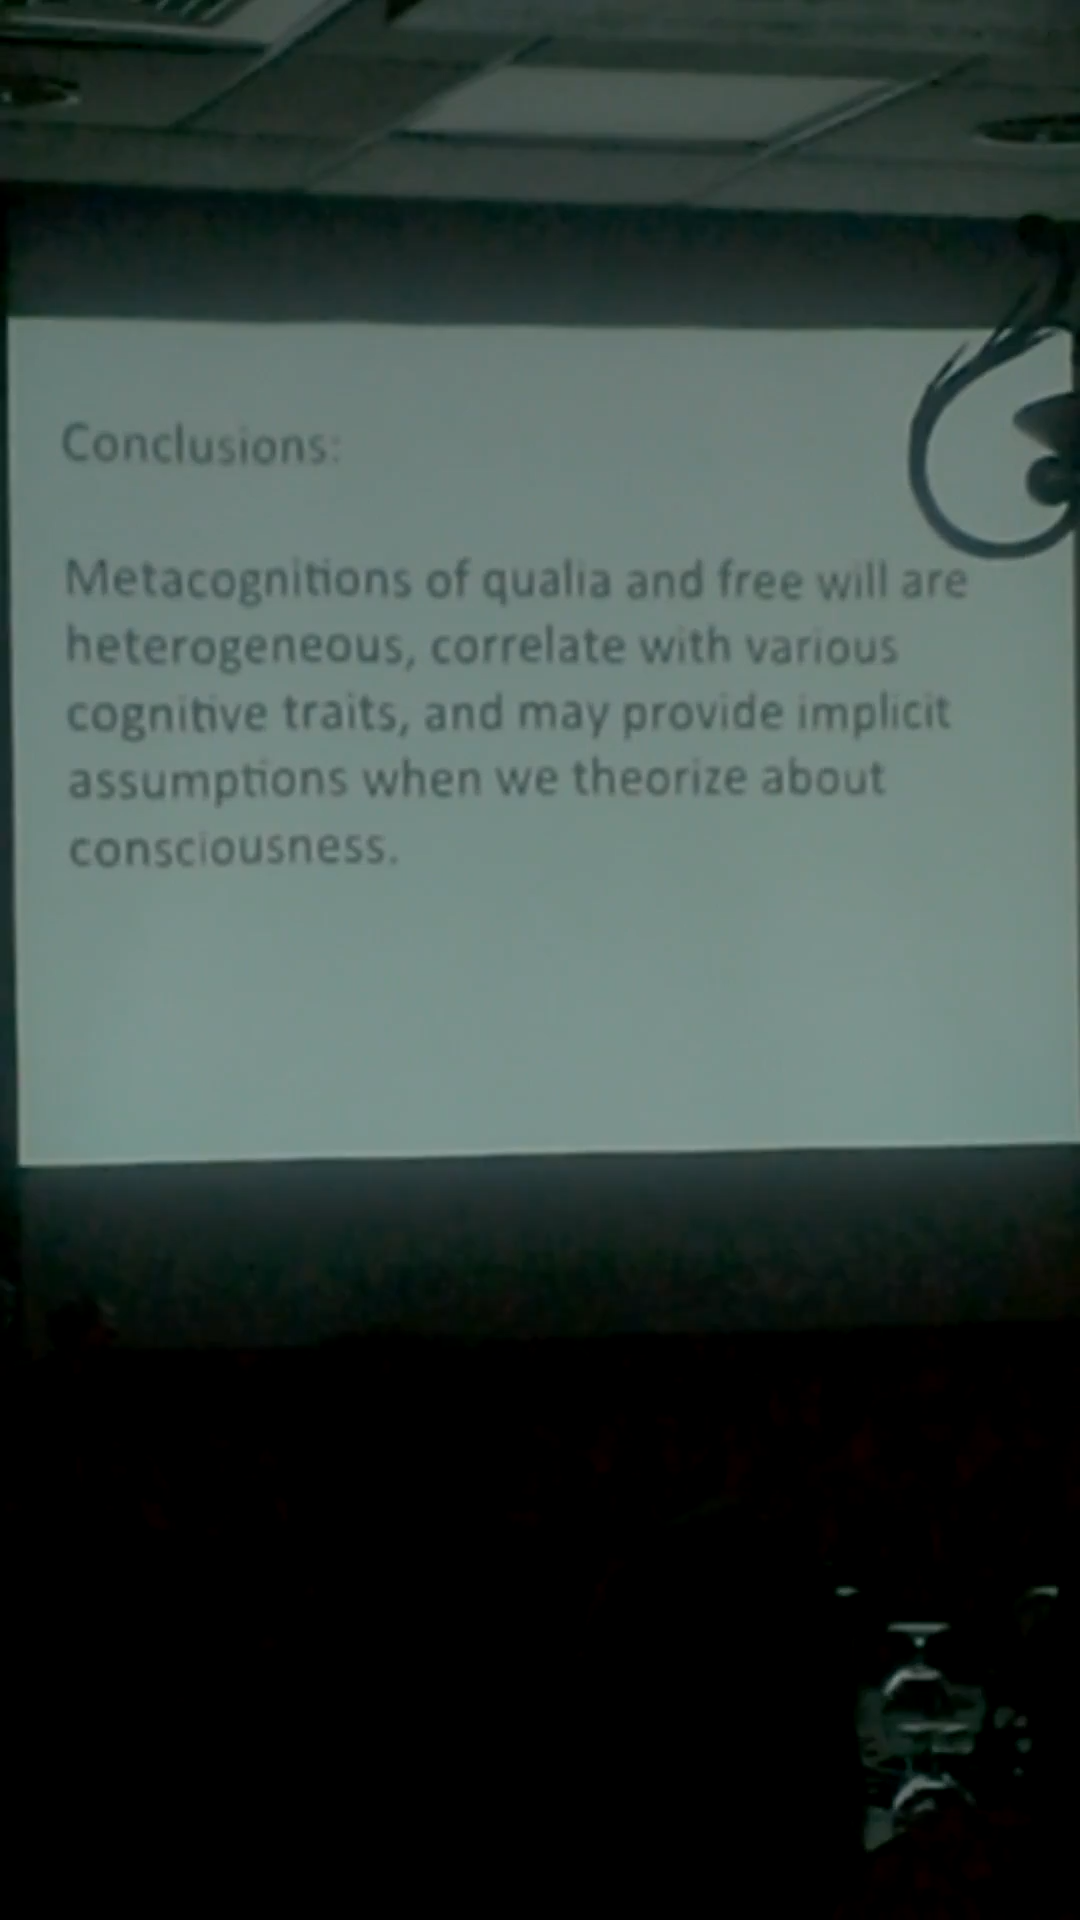 Conclusions:
Metacognitions of qualia and free will are
heterogeneous, correlate with various
cognitive traits, and may provide implicit
assumptions when we theorize about
consciousness.